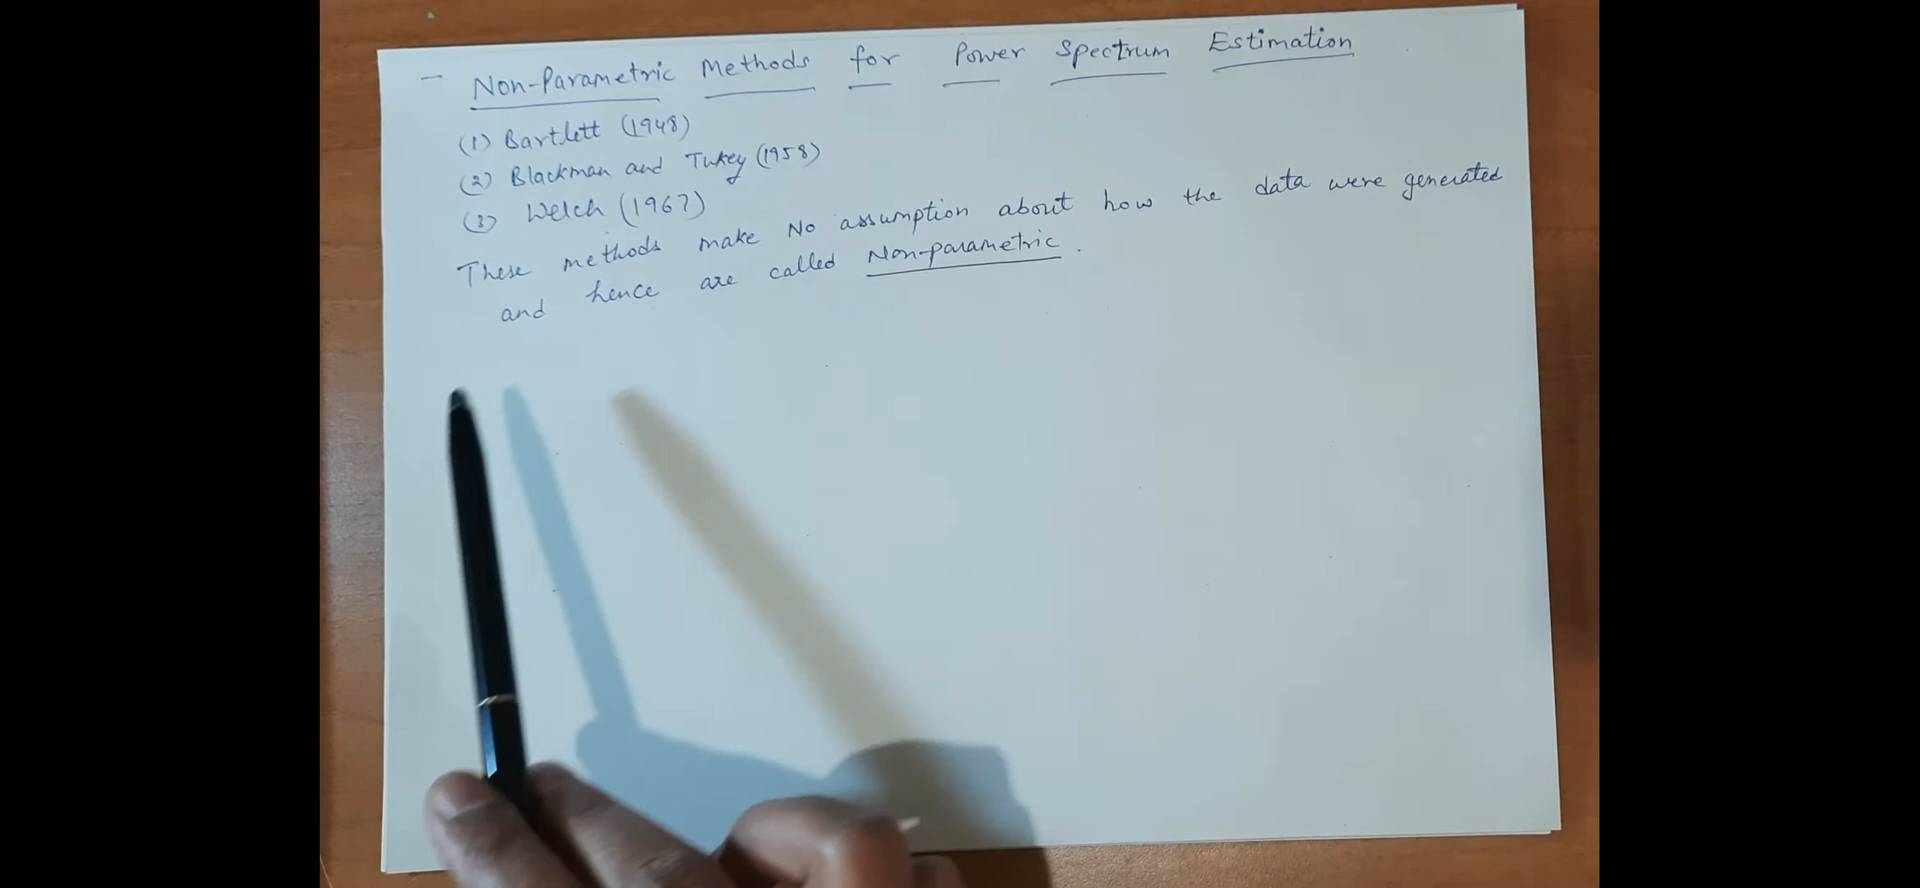 - Non-Parametric Methods for Power Spectrum Estimation
(1) Bartlett (1948)
(2) Blackman and Tukey (1958)
(3) Welch (1967)
These methods make No assumption about how the data were generated
and hence are called Non-parametric.